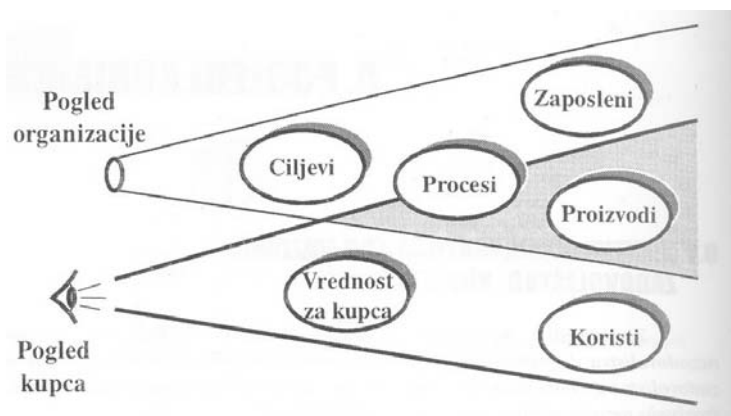 Pogled
organizacije
Zaposleni
Ciljevi
Procesi
Proizvodi
Vrednost
za kupca
Koristi
Pogled
kupca